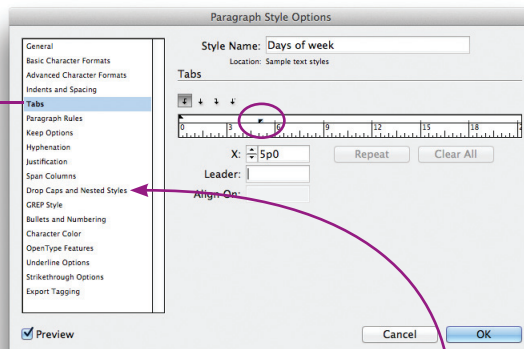 Paragraph Style Options
General
Basic Character Formats
Advanced Character Formats
Indents and Spacing
Tabs
Paragraph Rules
Keep Options
Hyphenation
Justification
Span Columns
Drop Caps and Nested Styles
GREP Style
Bullets and Numbering
Character Color
OpenType Features
Underline Options
Strikethrough Options
Export Tagging
Preview
Style Name: Days of week
Location: Sample text styles
Tabs
0 3 6 9 12 15 18 2
X: 5p0 Repeat Clear All
Leader:
Align On:
Cancel OK